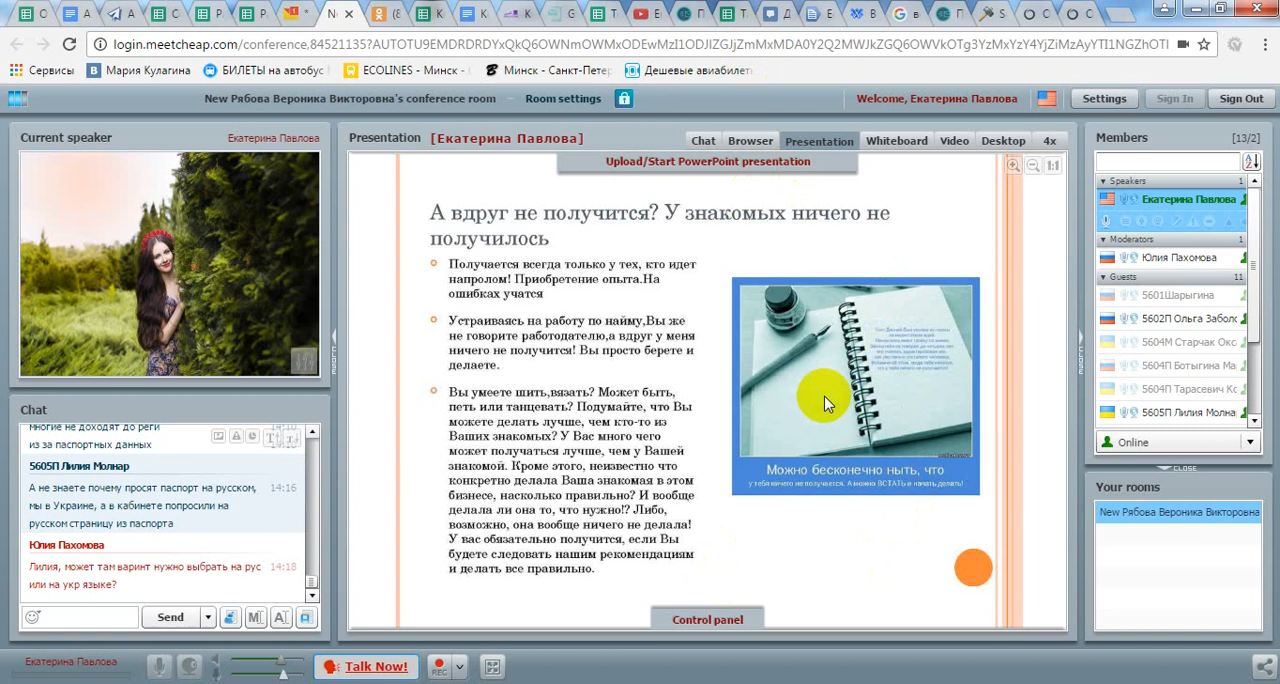 login.meetcheap.com/conference,84521135?AUTOTU9EMDRDRDYxQkQ6OWNmOWMxODEwMzI1ODJlZGJjZmMxMDA0Y2Q2MWJkZGQ6OWVkOTg3YzMxYzY4YjZiMzAyYTI1NGZhOTI
Сервисы
Мария Кулагина
БИЛЕТЫ на автобус
ECOLINES - Минск -
Минск - Санкт-Петер
Дешевые авиабилет
New Рябова Вероника Викторовна's conference room
Room settings
Welcome, Екатерина Павлова
Settings
Sign In
Sign Out
Current speaker
Екатерина Павлова
Presentation
[Екатерина Павлова]
Chat
Browser
Presentation
Whiteboard
Video
Desktop
4x
Upload/Start PowerPoint presentation
1:1
А вдруг не получится? У знакомых ничего не
получилось
Получается всегда только у тех, кто идет
напролом! Приобретение опыта.На
ошибках учатся
Устраиваясь на работу по найму,Вы же
не говорите работодателю,а вдруг у меня
ничего не получится! Вы просто берете и
делаете.
Вы умеете шить,вязать? Может быть,
петь или танцевать? Подумайте, что Вы
можете делать лучше, чем кто-то из
Ваших знакомых? У Вас много чего
может получаться лучше, чем у Вашей
знакомой. Кроме этого, неизвестно что
конкретно делала Ваша знакомая в этом
бизнесе, насколько правильно? И вообще
делала ли она то, что нужно!? Либо,
возможно, она вообще ничего не делала!
У вас обязательно получится, если Вы
будете следовать нашим рекомендациям
и делать все правильно.
Можно бесконечно ныть, что
у тебя ничего не получается. А можно ВСТАТЬ и начать делать!
Control panel
Members
[13/2]
Speakers 1
Екатерина Павлова
Moderators 1
Юлия Пахомова
Guests 11
5601Шарыгина
5602П Ольга Заболо
5604М Старчак Окс
5604П Ботыгина Ма
5604П Тарасевич Ко
5605П Лилия Молна
Online
CLOSE
Your rooms
New Рябова Вероника Викторовна
Chat
Многие не доходят до реги
из за паспортных данных
5605П Лилия Молнар
А не знаете почему просят паспорт на русском, 14:16
мы в Украине, а в кабинете попросили на
русском страницу из паспорта
Юлия Пахомова
Лилия, может там варинт нужно выбрать на рус 14:18
или на укр языке?
Send
Екатерина Павлова
Talk Now!
REC